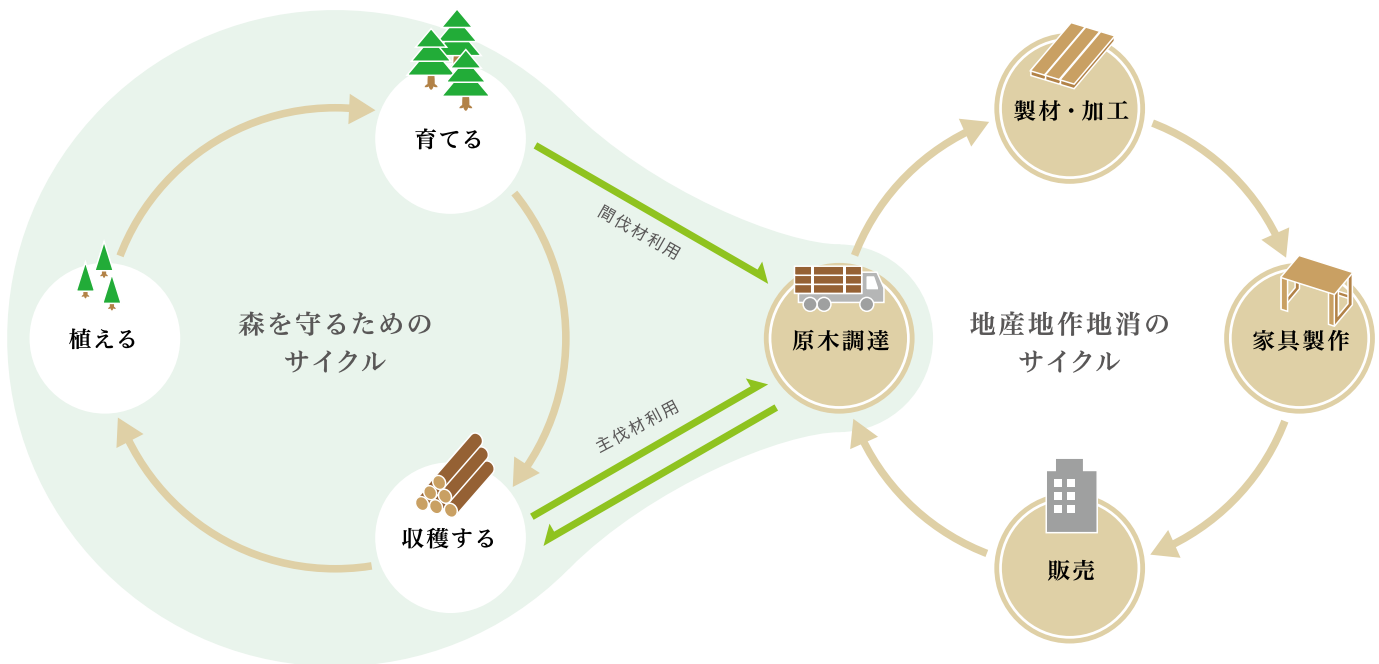 育てる
植える
収穫する
森を守るための
サイクル
間伐材利用
主伐材利用
原木調達
製材・加工
家具製作
販売
地産地作地消の
サイクル